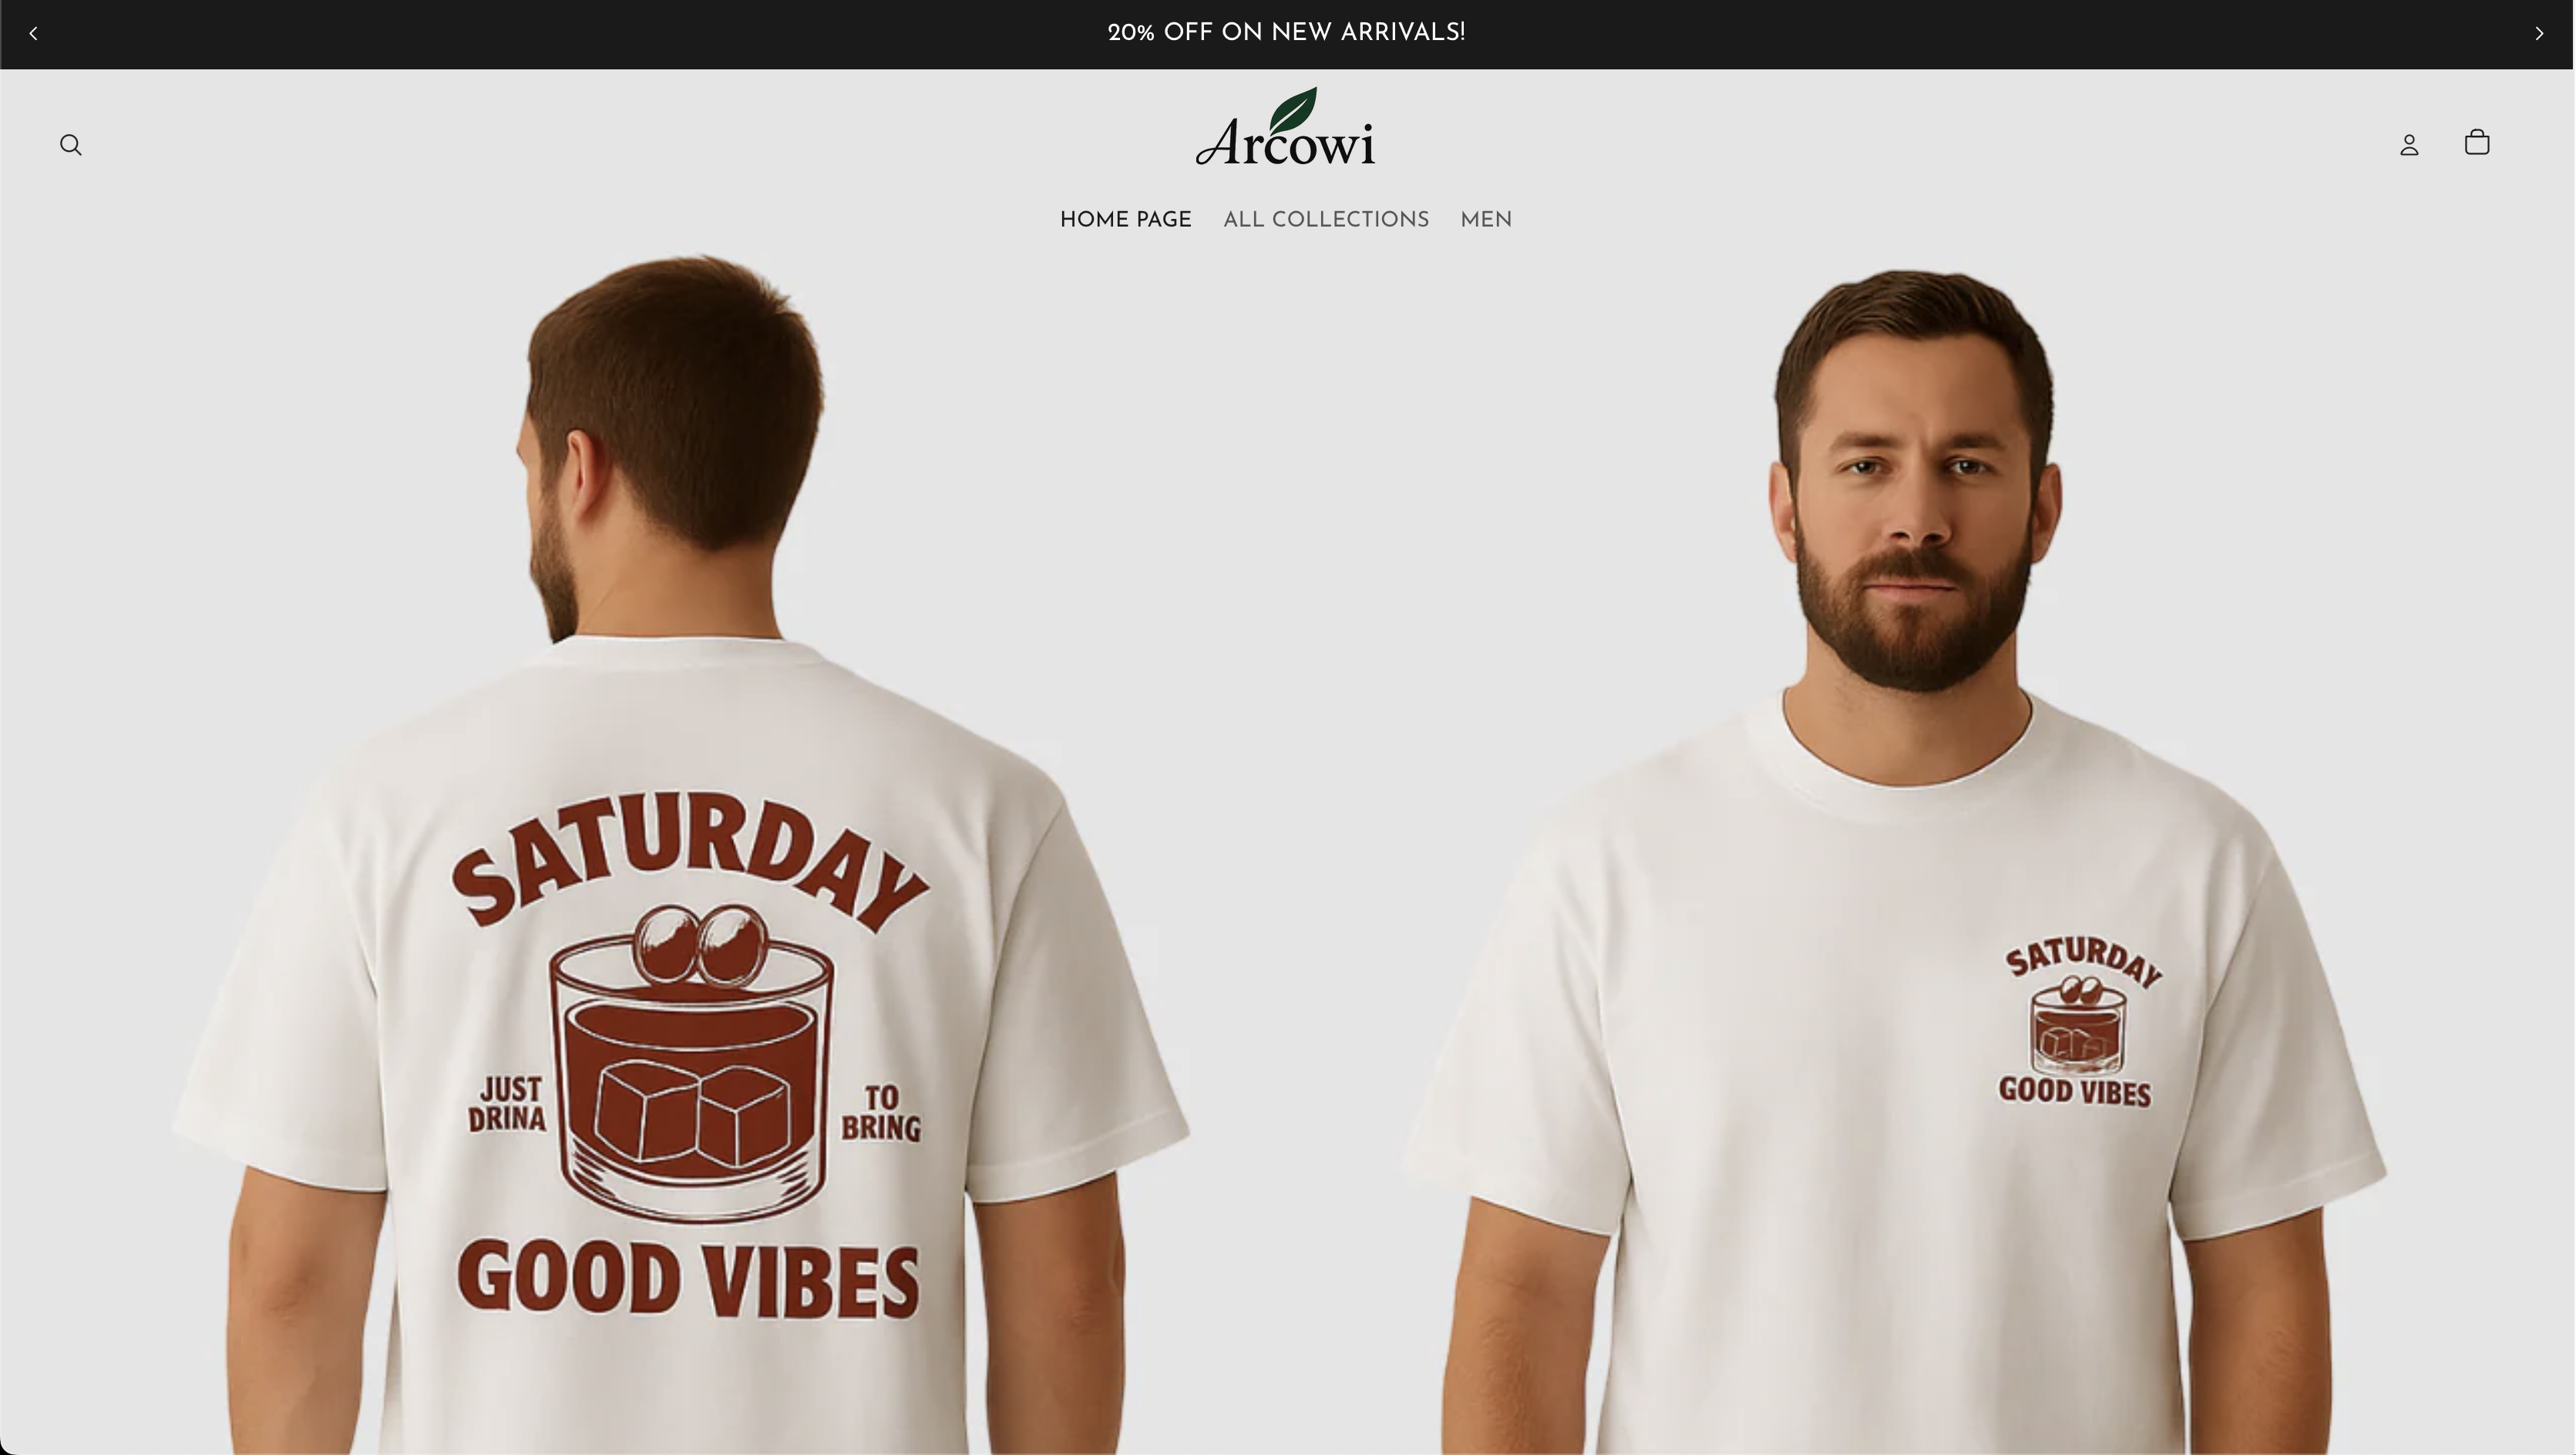 20% OFF ON NEW ARRIVALS!
Arcowi
HOME PAGE ALL COLLECTIONS MEN
SATURDAY
JUST
DRINA
TO
BRING
GOOD VIBES
SATURDAY
GOOD VIBES